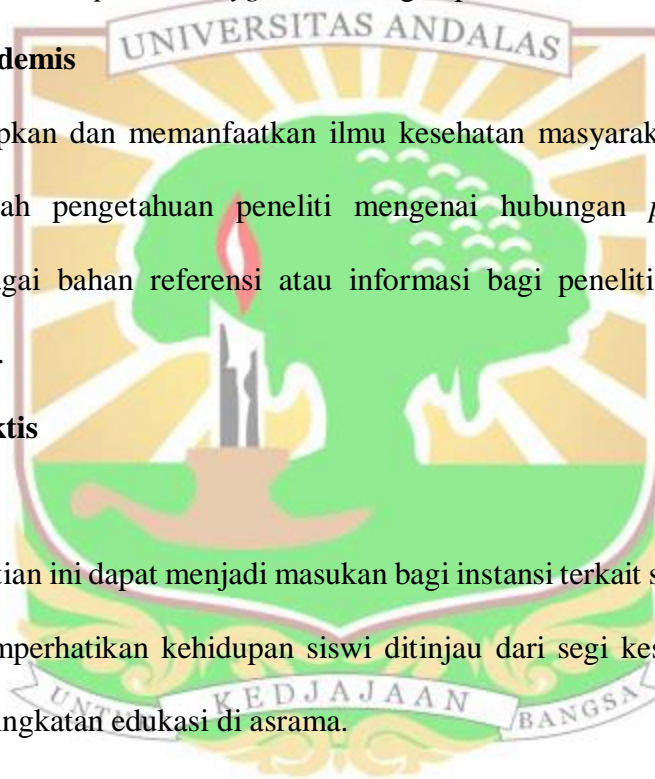 UNIVERSITAS ANDALAS
demis
pkan dan memanfaatkan ilmu kesehatan masyarak
ah pengetahuan peneliti mengenai hubungan p
gai bahan referensi atau informasi bagi peneliti
.
ktis
tian ini dapat menjadi masukan bagi instansi terkait s
mperhatikan kehidupan siswi ditinjau dari segi kes
ingkatan edukasi di asrama.
UNTUK KEDJAJAAN BANGSA